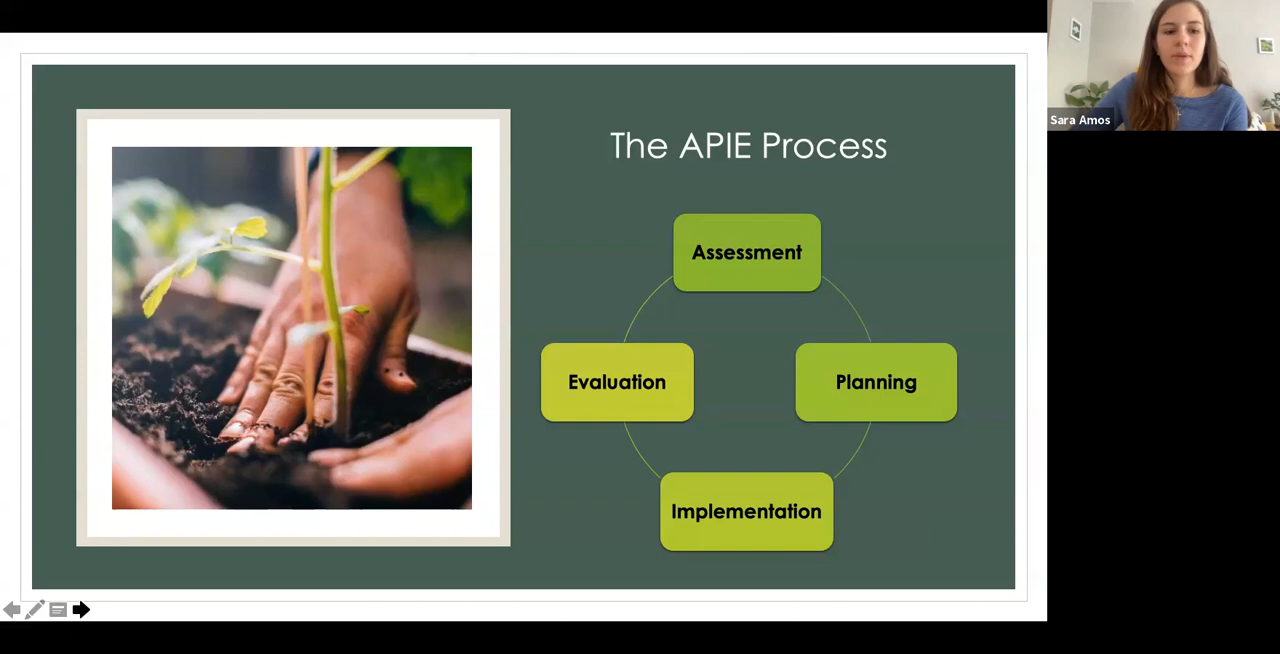 The APIE Process
Assessment
Evaluation
Planning
Implementation
Sara Amos